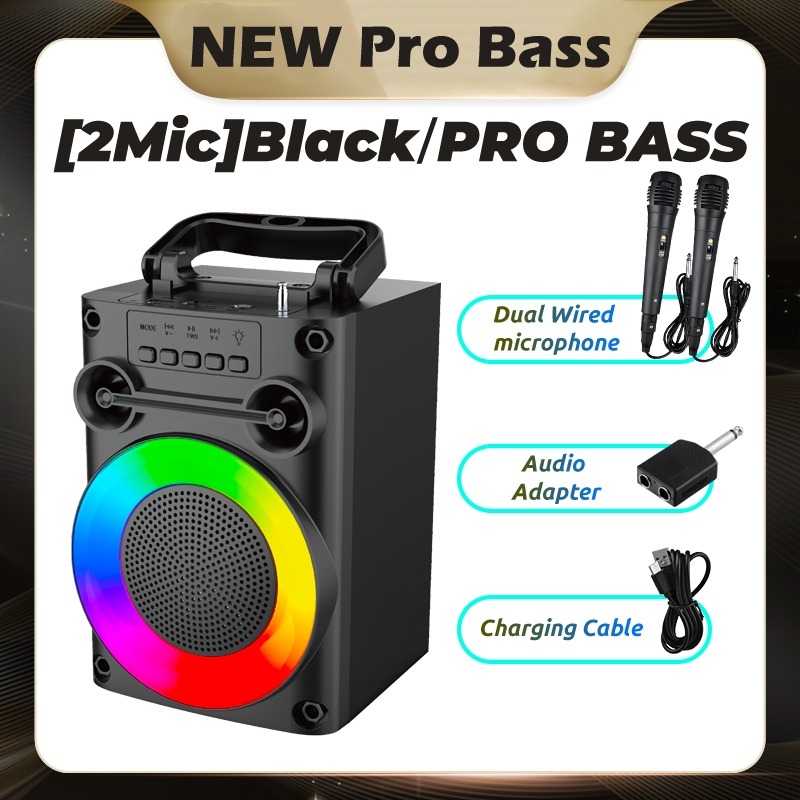 NEW Pro Bass
[2Mic]Black/PRO BASS
MODE
V-
TWS
V+
Dual Wired
microphone
Audio
Adapter
Charging Cable